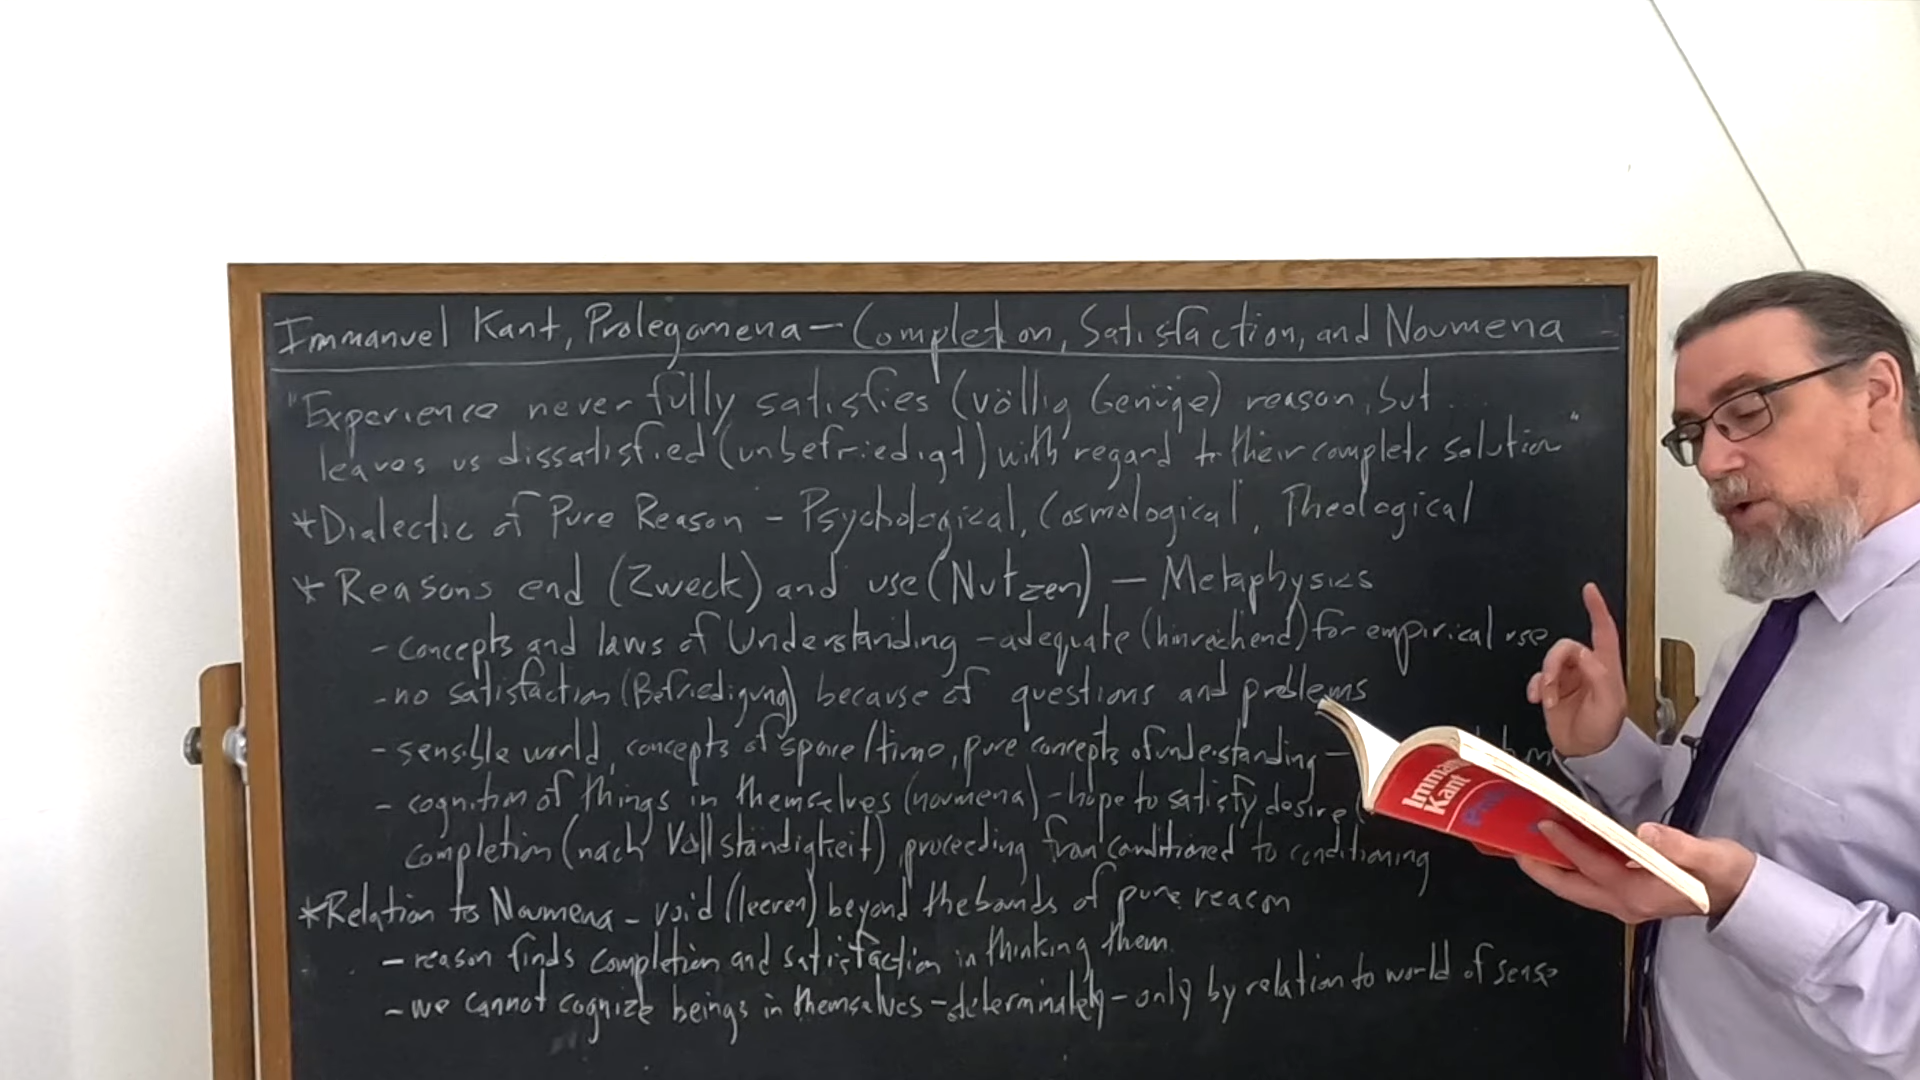 Immanuel Kant, Prolegomena – Completion, Satisfaction, and Noumena
"Experience never fully satisfies (völlig Genüge) reason, but ...
leaves us dissatisfied (unbefriedigt) with regard to their complete solution"
* Dialectic of Pure Reason – Psychological, Cosmological, Theological
* Reasons end (Zweck) and use (Nutzen) – Metaphysics
- concepts and laws of Understanding – adequate (hinreichend) for empirical use
- no satisfaction (Befriedigung) because of questions and problems
- sensible world, concepts of space/time, pure concepts of understanding –
- cognition of things in themselves (noumena) – hope to satisfy desire
completion (nach Vollständigkeit) proceeding from conditioned to conditioning
* Relation to Noumena – void (leeren) beyond the bounds of pure reason
- reason finds completion and satisfaction in thinking them
- we cannot cognize beings in themselves – determinately – only by relation to world of sense
Immanuel
Kant